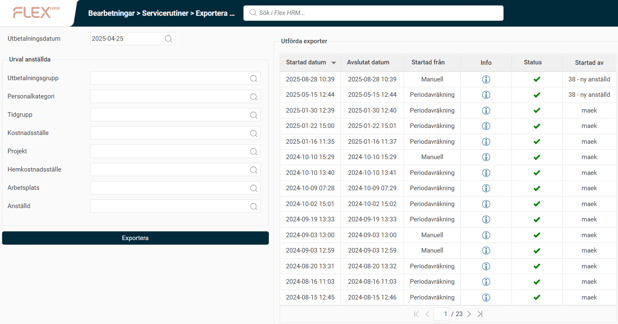 FLEX HRM
Bearbetningar > Servicerutiner > Exportera ...
Sök i Flex HRM...
Utbetalningsdatum 2025-04-25
Urval anställda
Utbetalningsgrupp
Personalkategori
Tidgrupp
Kostnadsställe
Projekt
Hemkostnadsställe
Arbetsplats
Anställd
Exportera
Utförda exporter
Startad datum Avslutat datum Startad från Info Status Startad av
2025-08-28 10:39 2025-08-28 10:39 Manuell 38 - ny anställd
2025-05-15 12:44 2025-05-15 12:44 Periodavräkning 38 - ny anställd
2025-01-30 12:39 2025-01-30 12:40 Periodavräkning maek
2025-01-22 15:00 2025-01-22 15:01 Periodavräkning maek
2025-01-16 11:35 2025-01-16 11:37 Periodavräkning maek
2024-10-10 15:29 2024-10-10 15:29 Manuell maek
2024-10-10 13:40 2024-10-10 13:41 Periodavräkning maek
2024-10-09 07:28 2024-10-09 07:29 Periodavräkning maek
2024-10-02 15:01 2024-10-02 15:02 Periodavräkning maek
2024-09-19 13:33 2024-09-19 13:33 Periodavräkning maek
2024-09-03 13:00 2024-09-03 13:00 Manuell maek
2024-09-03 12:59 2024-09-03 12:59 Manuell maek
2024-08-20 13:31 2024-08-20 13:32 Periodavräkning maek
2024-08-16 11:03 2024-08-16 11:03 Periodavräkning maek
2024-08-15 12:45 2024-08-15 12:46 Periodavräkning maek
1 / 23